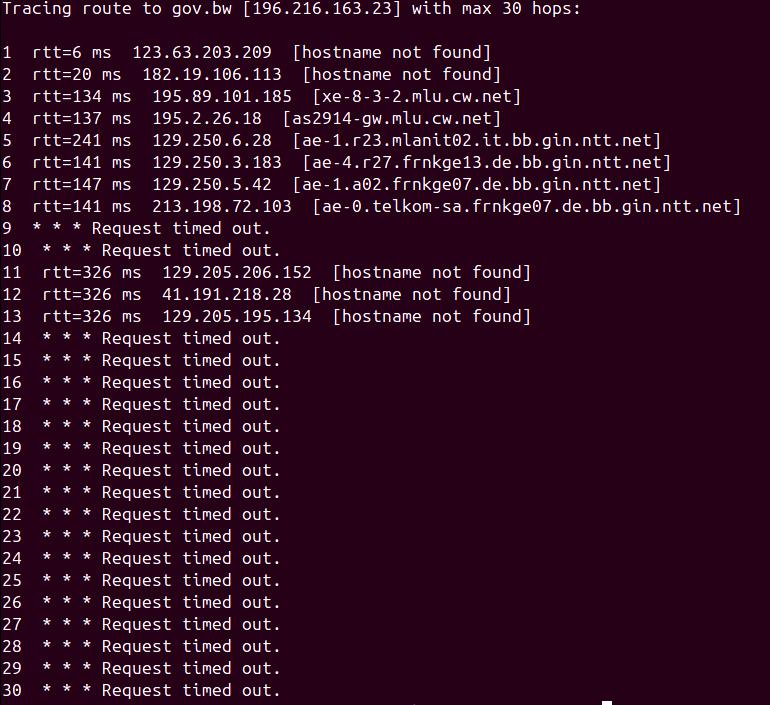 Tracing route to gov.bw [196.216.163.23] with max 30 hops:
1 rtt=6 ms 123.63.203.209 [hostname not found]
2 rtt=20 ms 182.19.106.113 [hostname not found]
3 rtt=134 ms 195.89.101.185 [xe-8-3-2.mlu.cw.net]
4 rtt=137 ms 195.2.26.18 [as2914-gw.mlu.cw.net]
5 rtt=241 ms 129.250.6.28 [ae-1.r23.mlanit02.it.bb.gin.ntt.net]
6 rtt=141 ms 129.250.3.183 [ae-4.r27.frnkge13.de.bb.gin.ntt.net]
7 rtt=147 ms 129.250.5.42 [ae-1.a02.frnkge07.de.bb.gin.ntt.net]
8 rtt=141 ms 213.198.72.103 [ae-0.telkom-sa.frnkge07.de.bb.gin.ntt.net]
9 * * * Request timed out.
10 * * * Request timed out.
11 rtt=326 ms 129.205.206.152 [hostname not found]
12 rtt=326 ms 41.191.218.28 [hostname not found]
13 rtt=326 ms 129.205.195.134 [hostname not found]
14 * * * Request timed out.
15 * * * Request timed out.
16 * * * Request timed out.
17 * * * Request timed out.
18 * * * Request timed out.
19 * * * Request timed out.
20 * * * Request timed out.
21 * * * Request timed out.
22 * * * Request timed out.
23 * * * Request timed out.
24 * * * Request timed out.
25 * * * Request timed out.
26 * * * Request timed out.
27 * * * Request timed out.
28 * * * Request timed out.
29 * * * Request timed out.
30 * * * Request timed out.